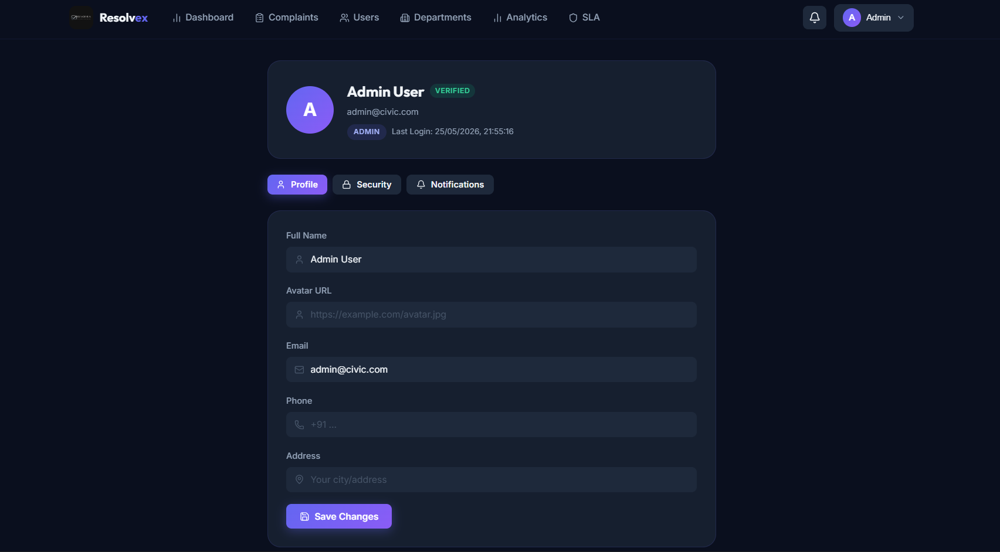 Resolvex
Dashboard
Complaints
Users
Departments
Analytics
SLA
A
Admin
A
Admin User
VERIFIED
admin@civic.com
ADMIN
Last Login: 25/05/2026, 21:55:16
Profile
Security
Notifications
Full Name
Admin User
Avatar URL
https://example.com/avatar.jpg
Email
admin@civic.com
Phone
+91 ...
Address
Your city/address
Save Changes